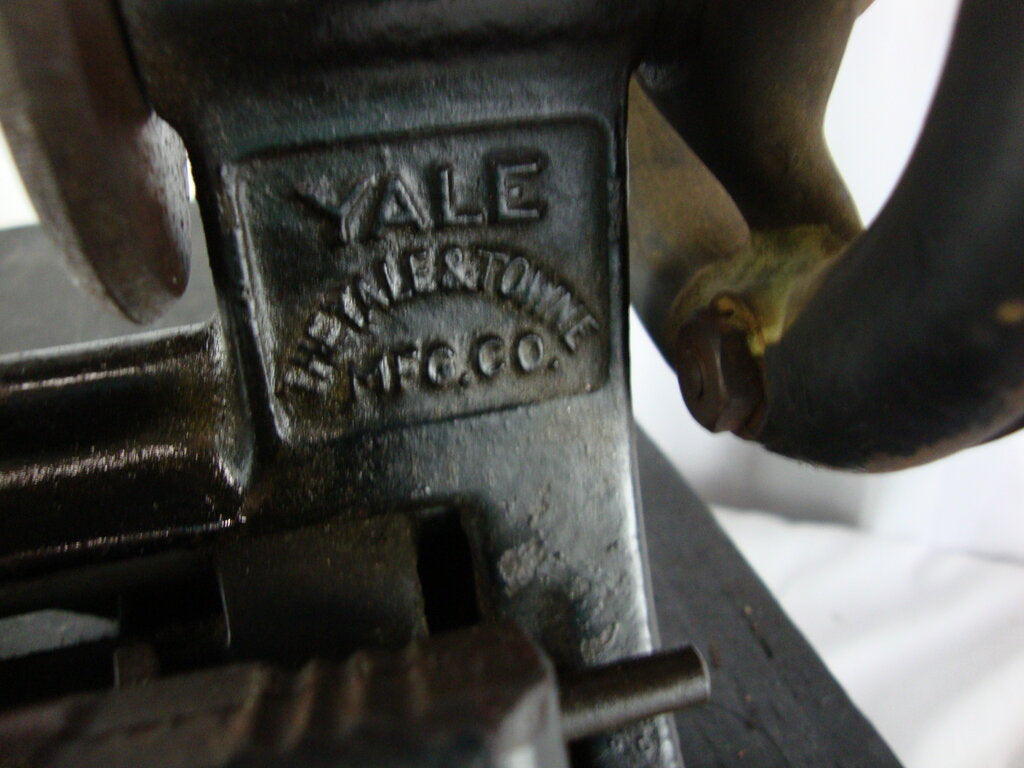 YALE
THE YALE & TOWNE
MFG. CO.